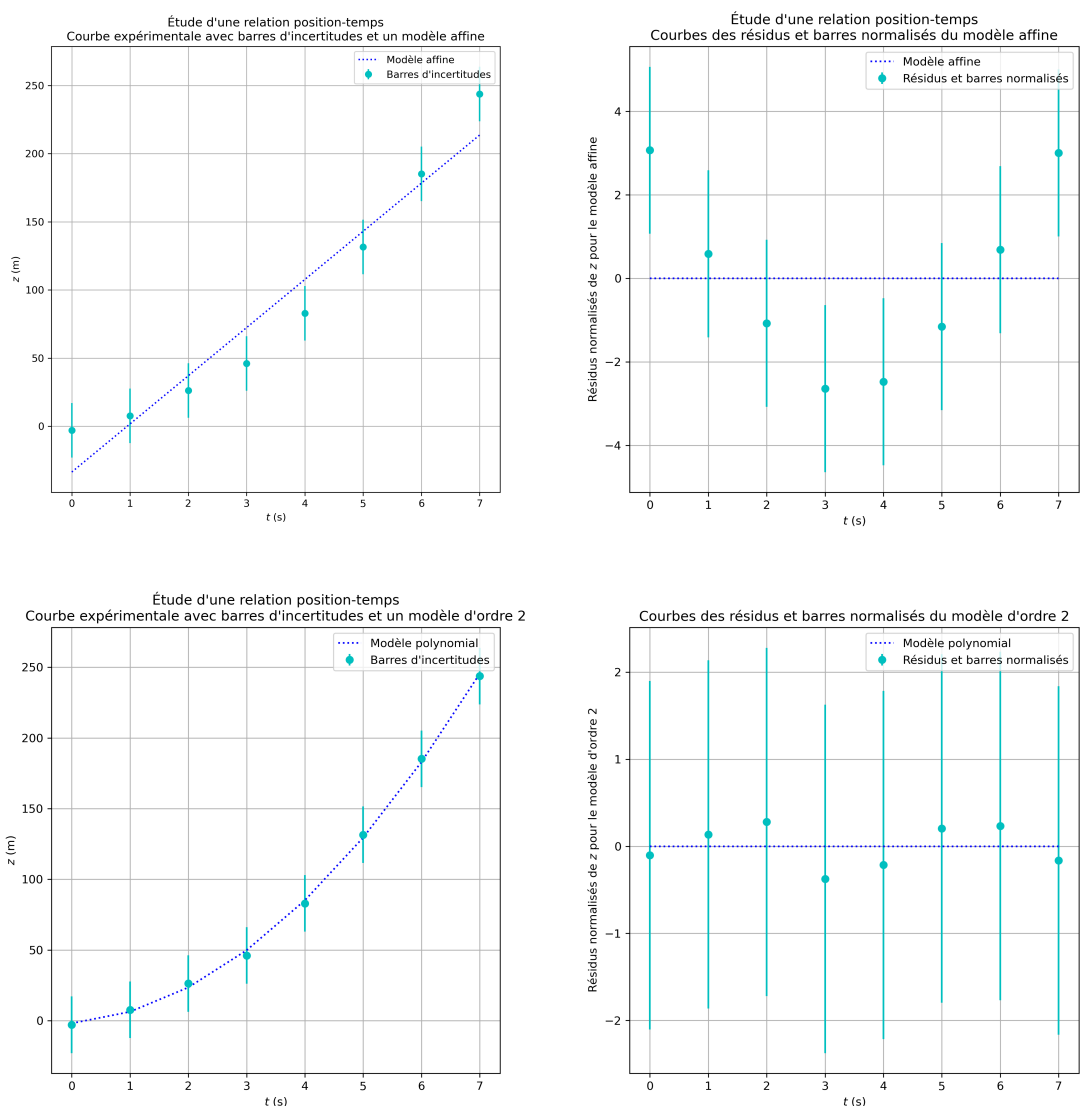 Étude d'une relation position-temps
Courbe expérimentale avec barres d'incertitudes et un modèle affine
Modèle affine
Barres d'incertitudes
250
200
150
100
50
0
z (m)
0 1 2 3 4 5 6 7
t (s)
Étude d'une relation position-temps
Courbes des résidus et barres normalisés du modèle affine
Modèle affine
Résidus et barres normalisés
4
2
0
−2
−4
Résidus normalisés de z pour le modèle affine
0 1 2 3 4 5 6 7
t (s)
Étude d'une relation position-temps
Courbe expérimentale avec barres d'incertitudes et un modèle d'ordre 2
Modèle polynomial
Barres d'incertitudes
250
200
150
100
50
0
z (m)
0 1 2 3 4 5 6 7
t (s)
Courbes des résidus et barres normalisés du modèle d'ordre 2
Modèle polynomial
Résidus et barres normalisés
2
1
0
−1
−2
Résidus normalisés de z pour le modèle d'ordre 2
0 1 2 3 4 5 6 7
t (s)